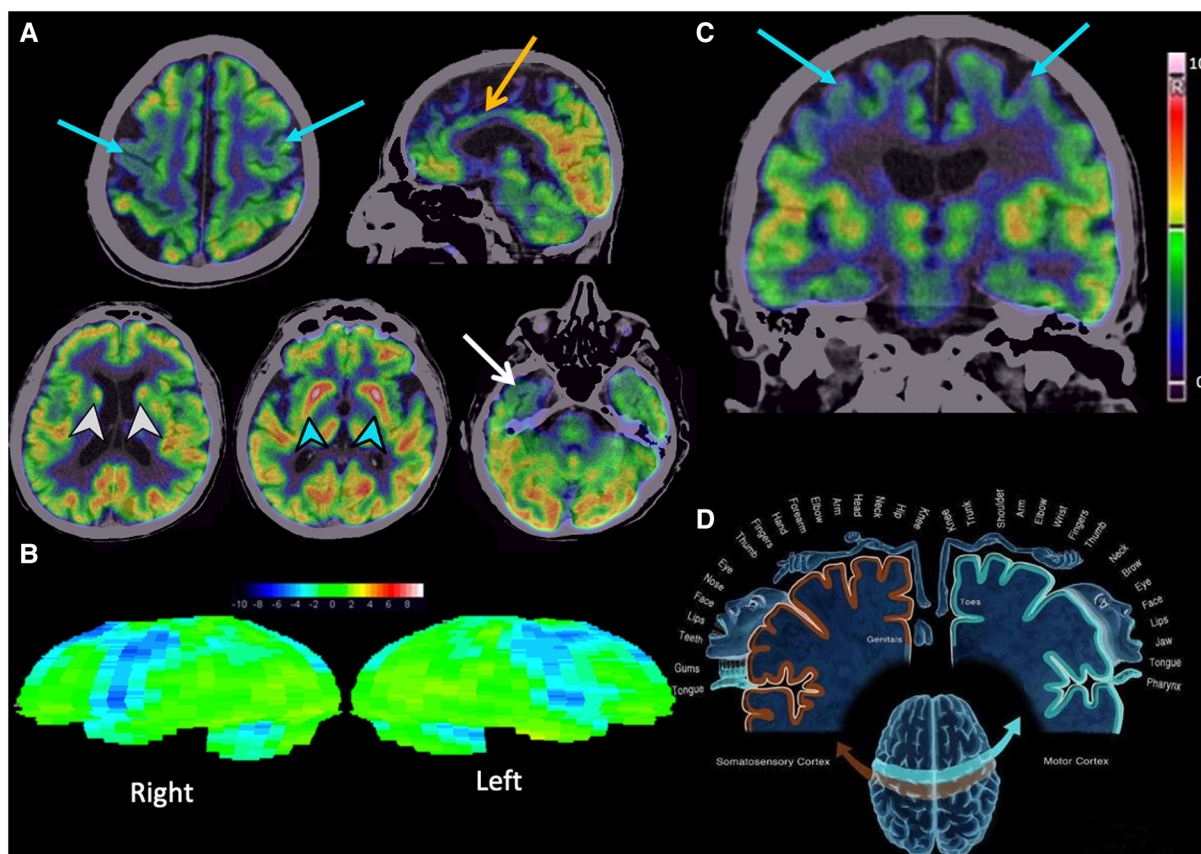 A
C
10
R
0
B
-10 -8 -6 -4 -2 0 2 4 6 8
Right
Left
D
Tongue
Gums
Teeth
Lips
Face
Nose
Eye
Thumb
Fingers
Hand
Forearm
Elbow
Arm
Head
Neck
Hip
Knee
Knee
Trunk
Shoulder
Arm
Elbow
Wrist
Fingers
Thumb
Neck
Brow
Eye
Face
Lips
Jaw
Tongue
Pharynx
Genitals
Toes
Somatosensory Cortex
Motor Cortex